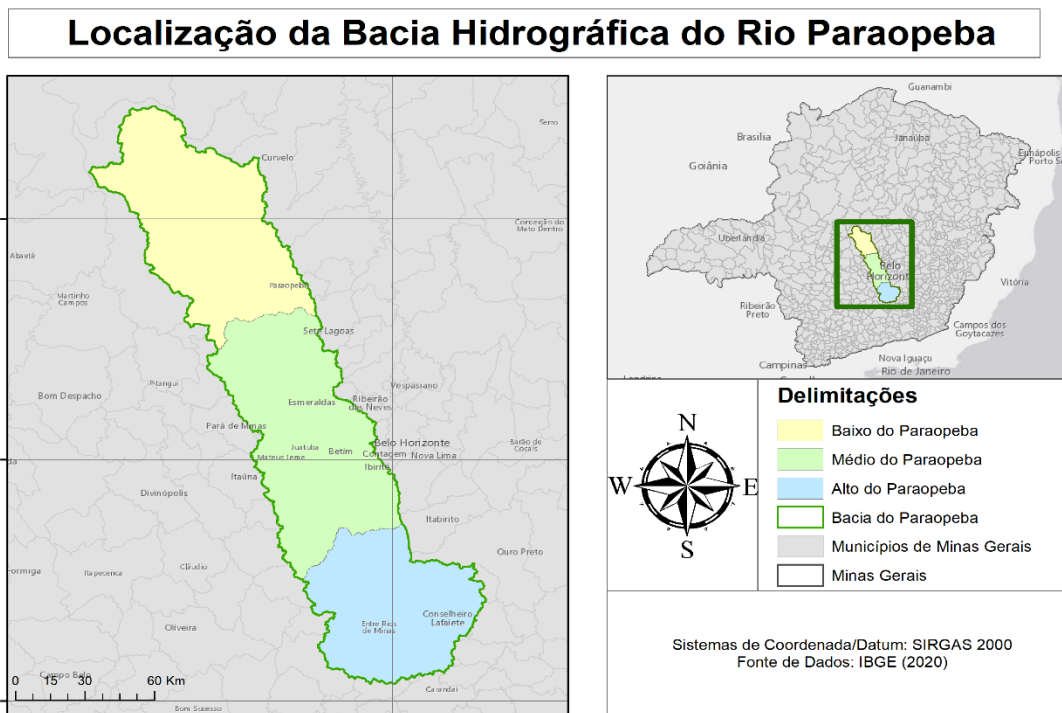 Localização da Bacia Hidrográfica do Rio Paraopeba
Serro
Curvelo
Conceição do
Mato Dentro
Abaeté
Paraopeba
Martinho
Campos
Sete Lagoas
Pitangui
Vespasiano
Bom Despacho
Esmeraldas
Ribeirão
das Neves
Pará de Minas
Belo Horizonte
Juatuba
Betim
Contagem
Nova Lima
Barão de
Cocais
Mateus Leme
Ibirité
Itaúna
Divinópolis
Itabirito
Ouro Preto
Formiga
Itapecerica
Cláudio
Conselheiro
Lafaiete
Oliveira
Entre Rios
de Minas
Campo Belo
Carandaí
Bom Sucesso
0 15 30 60 Km
Guanambi
Brasília
Janaúba
Goiânia
Eunápolis
Porto
Uberlândia
Belo
Horizonte
Vitória
Ribeirão
Preto
Campos dos
Goytacazes
Nova Iguaçu
Campinas
Rio de Janeiro
Londrina
N
W
E
S
Delimitações
Baixo do Paraopeba
Médio do Paraopeba
Alto do Paraopeba
Bacia do Paraopeba
Municípios de Minas Gerais
Minas Gerais
Sistemas de Coordenada/Datum: SIRGAS 2000
Fonte de Dados: IBGE (2020)